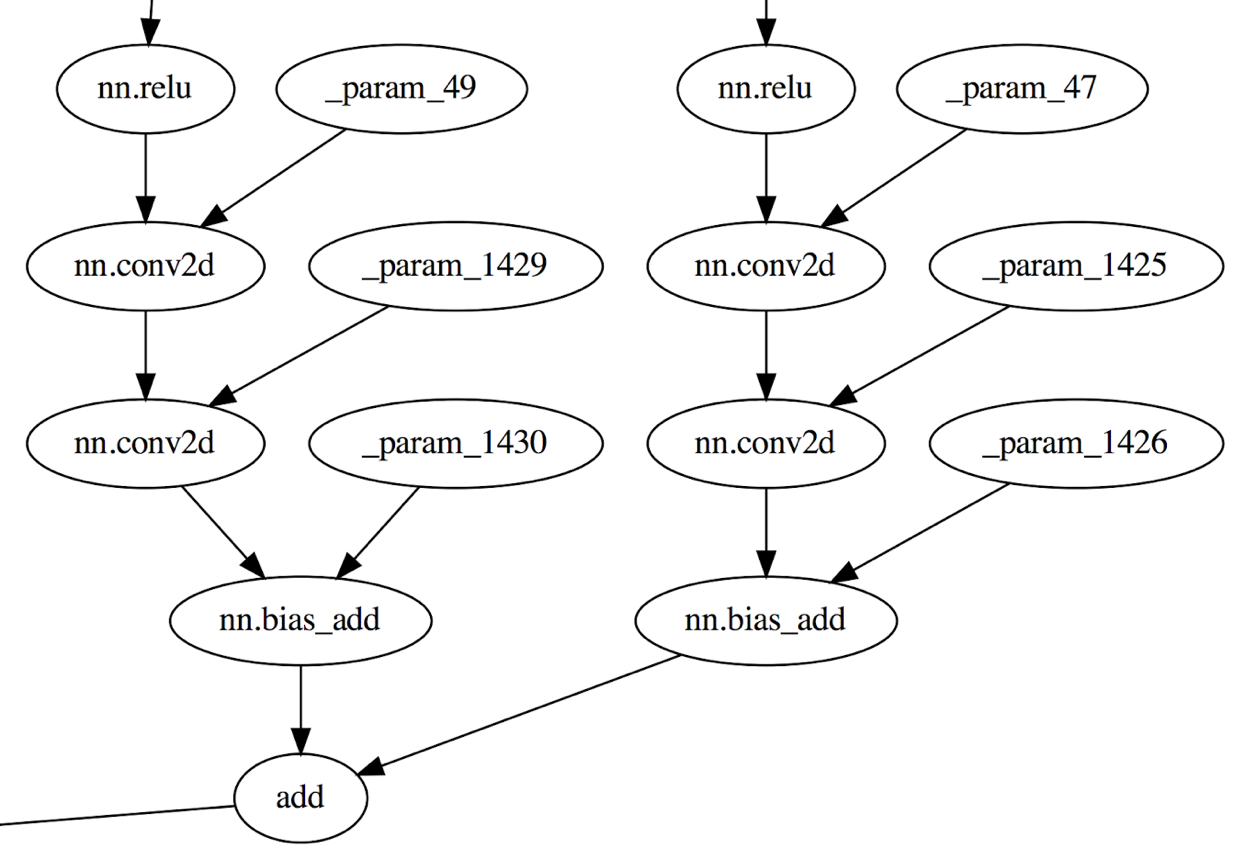 nn.relu
_param_49
nn.relu
_param_47
nn.conv2d
_param_1429
nn.conv2d
_param_1425
nn.conv2d
_param_1430
nn.conv2d
_param_1426
nn.bias_add
nn.bias_add
add